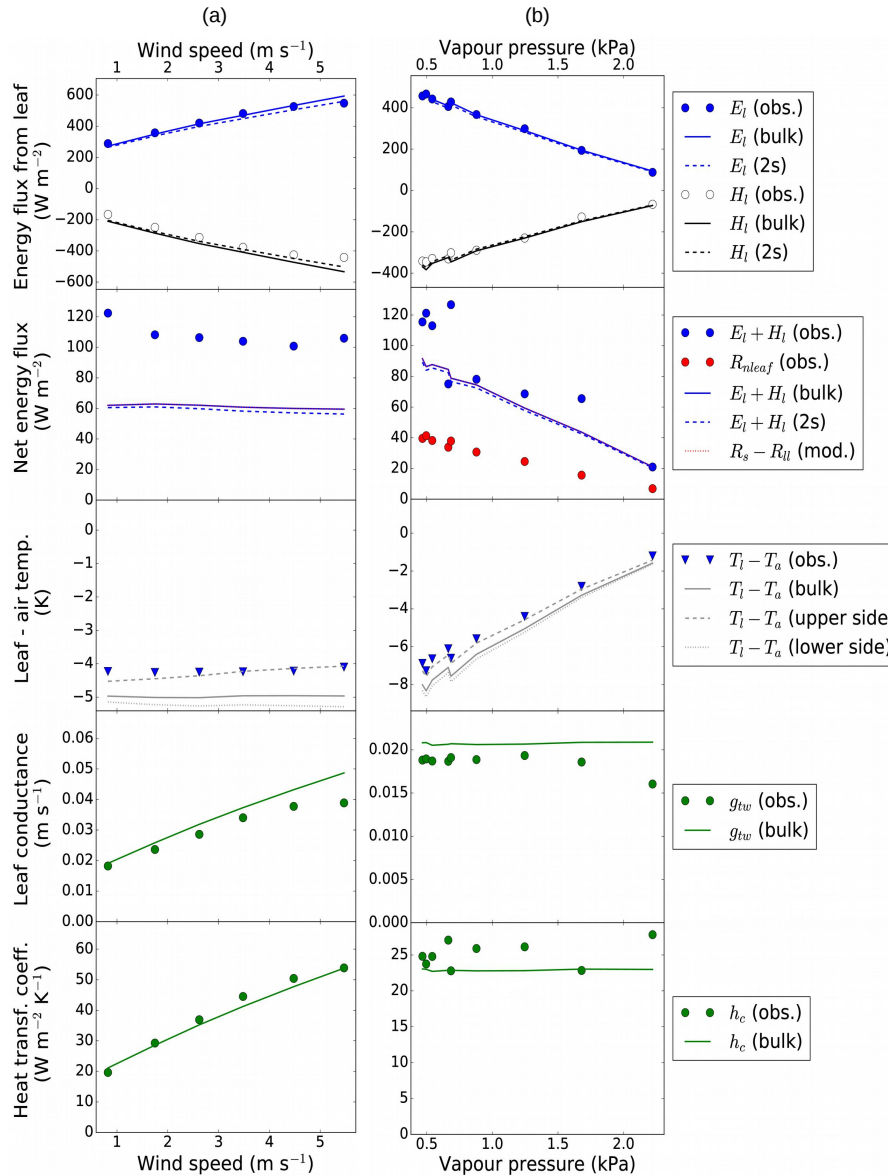 (a) (b)
Wind speed (m s⁻¹) Vapour pressure (kPa)
1 2 3 4 5 0.5 1.0 1.5 2.0
Energy flux from leaf
(W m⁻²)
600
400
200
0
−200
−400
−600
400
200
0
−200
−400
E_l (obs.)
E_l (bulk)
E_l (2s)
H_l (obs.)
H_l (bulk)
H_l (2s)
Net energy flux
(W m⁻²)
120
100
80
60
40
20
0
120
100
80
60
40
20
0
E_l + H_l (obs.)
R_nleaf (obs.)
E_l + H_l (bulk)
E_l + H_l (2s)
R_s − R_ll (mod.)
Leaf - air temp.
(K)
0
−1
−2
−3
−4
−5
0
−2
−4
−6
−8
T_l − T_a (obs.)
T_l − T_a (bulk)
T_l − T_a (upper side)
T_l − T_a (lower side)
Leaf conductance
(m s⁻¹)
0.06
0.05
0.04
0.03
0.02
0.01
0.00
0.020
0.015
0.010
0.005
0.000
g_tw (obs.)
g_tw (bulk)
Heat transf. coeff.
(W m⁻² K⁻¹)
60
50
40
30
20
10
0
25
20
15
10
5
0
h_c (obs.)
h_c (bulk)
1 2 3 4 5 0.5 1.0 1.5 2.0
Wind speed (m s⁻¹) Vapour pressure (kPa)